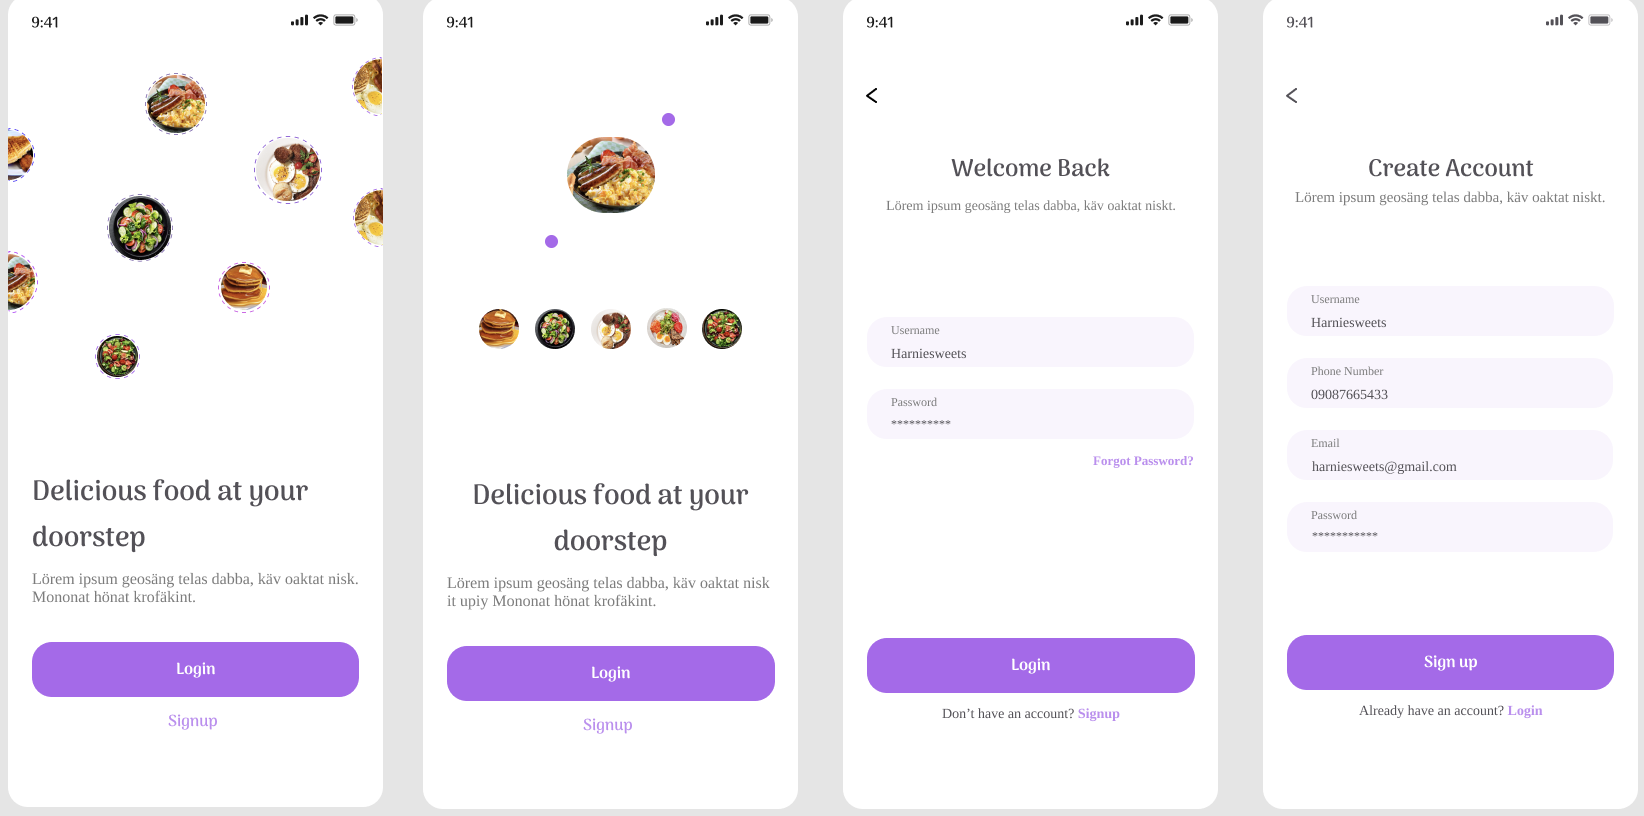 9:41
Delicious food at your
doorstep
Lörem ipsum geosäng telas dabba, käv oaktat nisk.
Mononat hönat krofäkint.
Login
Signup
9:41
Delicious food at your
doorstep
Lörem ipsum geosäng telas dabba, käv oaktat nisk
it upiy Mononat hönat krofäkint.
Login
Signup
9:41
Welcome Back
Lörem ipsum geosäng telas dabba, käv oaktat niskt.
Username
Harniesweets
Password
**********
Forgot Password?
Login
Don’t have an account? Signup
9:41
Create Account
Lörem ipsum geosäng telas dabba, käv oaktat niskt.
Username
Harniesweets
Phone Number
09087665433
Email
harniesweets@gmail.com
Password
***********
Sign up
Already have an account? Login